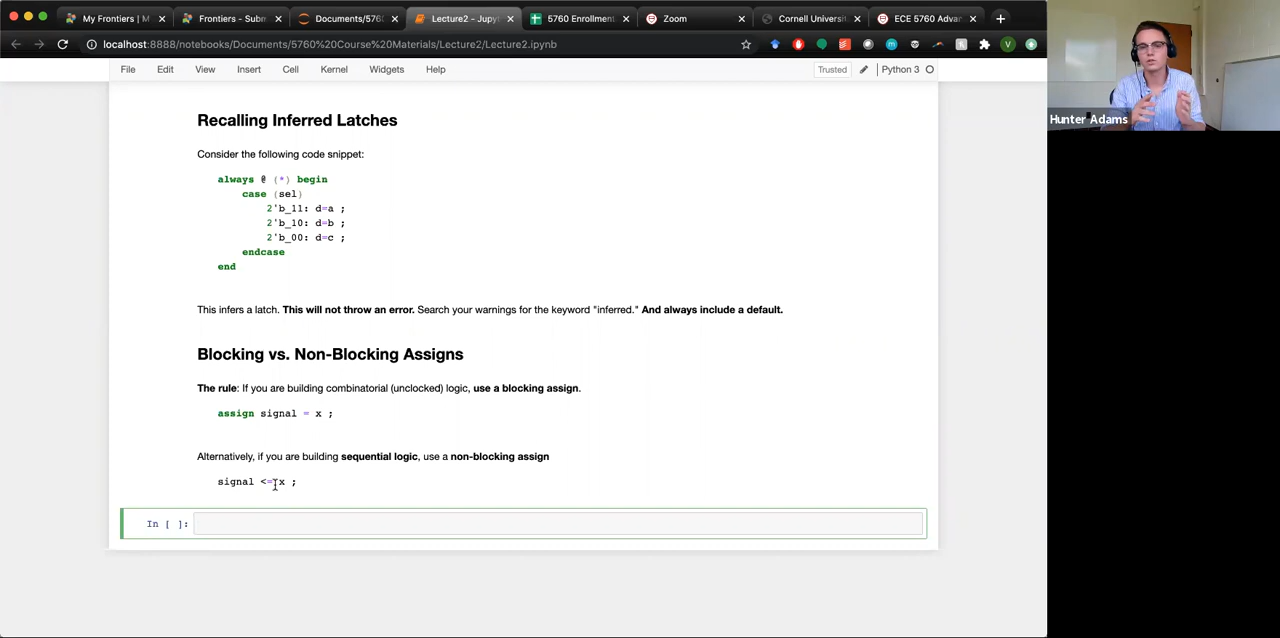 My Frontiers | M
Frontiers - Subm
Documents/5760
Lecture2 - Jupyt
5760 Enrollment
Zoom
Cornell Universit
ECE 5760 Advan
localhost:8888/notebooks/Documents/5760%20Course%20Materials/Lecture2/Lecture2.ipynb
V
File Edit View Insert Cell Kernel Widgets Help
Trusted
Python 3
Hunter Adams
Recalling Inferred Latches
Consider the following code snippet:
always @ (*) begin
case (sel)
2'b_11: d=a ;
2'b_10: d=b ;
2'b_00: d=c ;
endcase
end
This infers a latch. This will not throw an error. Search your warnings for the keyword "inferred." And always include a default.
Blocking vs. Non-Blocking Assigns
The rule: If you are building combinatorial (unclocked) logic, use a blocking assign.
assign signal = x ;
Alternatively, if you are building sequential logic, use a non-blocking assign
signal <= x ;
In [ ]: